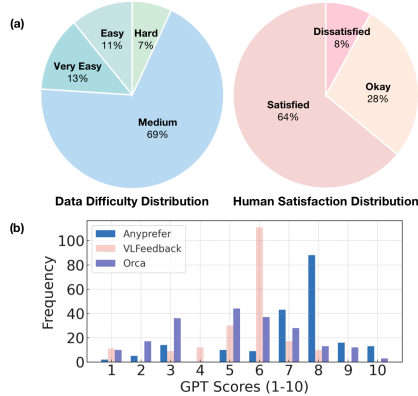 (a)
Easy
11%
Hard
7%
Very Easy
13%
Medium
69%
Dissatisfied
8%
Okay
28%
Satisfied
64%
Data Difficulty Distribution
Human Satisfaction Distribution
(b)
Anyprefer
VLFeedback
Orca
Frequency
100
80
60
40
20
0
1 2 3 4 5 6 7 8 9 10
GPT Scores (1-10)